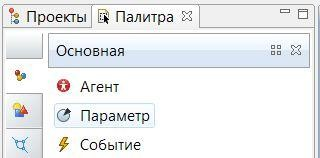 Проекты Палитра
Основная
Агент
Параметр
Событие